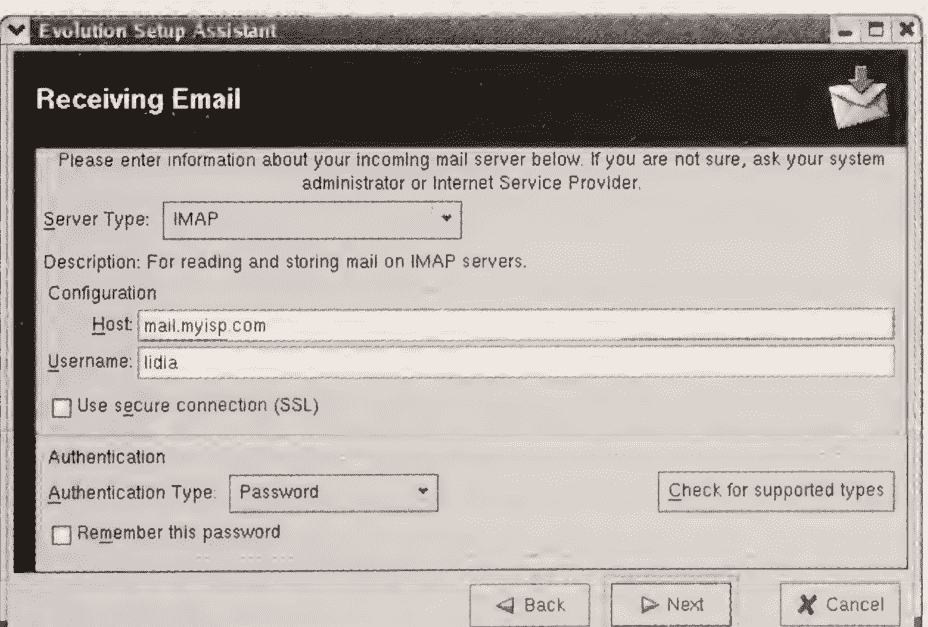 Evolution Setup Assistant
Receiving Email
Please enter information about your incoming mail server below. If you are not sure, ask your system
administrator or Internet Service Provider.
Server Type: IMAP
Description: For reading and storing mail on IMAP servers.
Configuration
Host: mail.myisp.com
Username: lidia
Use secure connection (SSL)
Authentication
Authentication Type: Password Check for supported types
Remember this password
Back Next Cancel